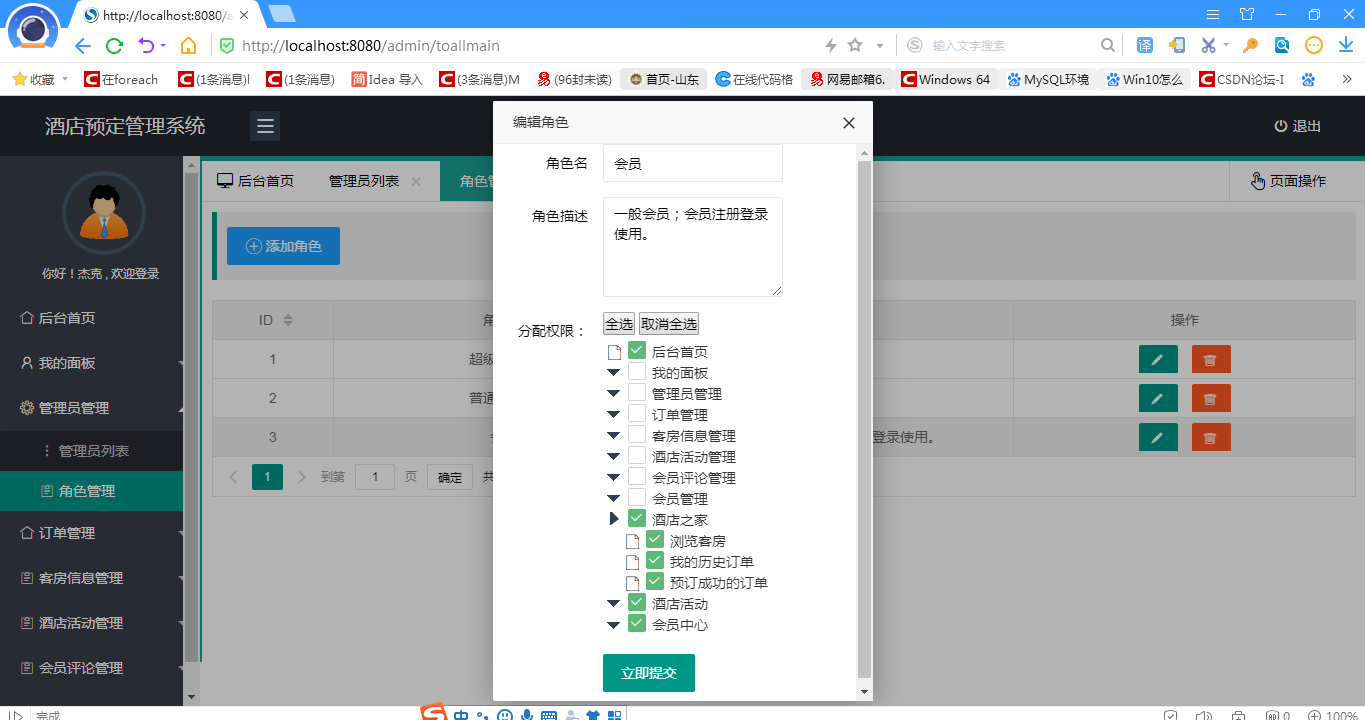 http://localhost:8080/a
http://localhost:8080/admin/toallmain
输入文字搜索
译
收藏
在foreach
(1条消息)l
(1条消息)
简 Idea 导入
(3条消息)M
(96封未读)
首页-山东
在线代码格
网易邮箱6.
Windows 64
MySQL环境
Win10怎么
CSDN论坛-I
酒店预定管理系统
退出
你好！杰克 , 欢迎登录
后台首页
我的面板
管理员管理
管理员列表
角色管理
订单管理
客房信息管理
酒店活动管理
会员评论管理
后台首页
管理员列表
角色管
页面操作
添加角色
ID
操作
1
超级
2
普通
3
登录使用。
1
到第
1
页
确定
共
编辑角色
角色名
会员
角色描述
一般会员；会员注册登录
使用。
分配权限：
全选
取消全选
后台首页
我的面板
管理员管理
订单管理
客房信息管理
酒店活动管理
会员评论管理
会员管理
酒店之家
浏览客房
我的历史订单
预订成功的订单
酒店活动
会员中心
立即提交
完成
中
0
100%